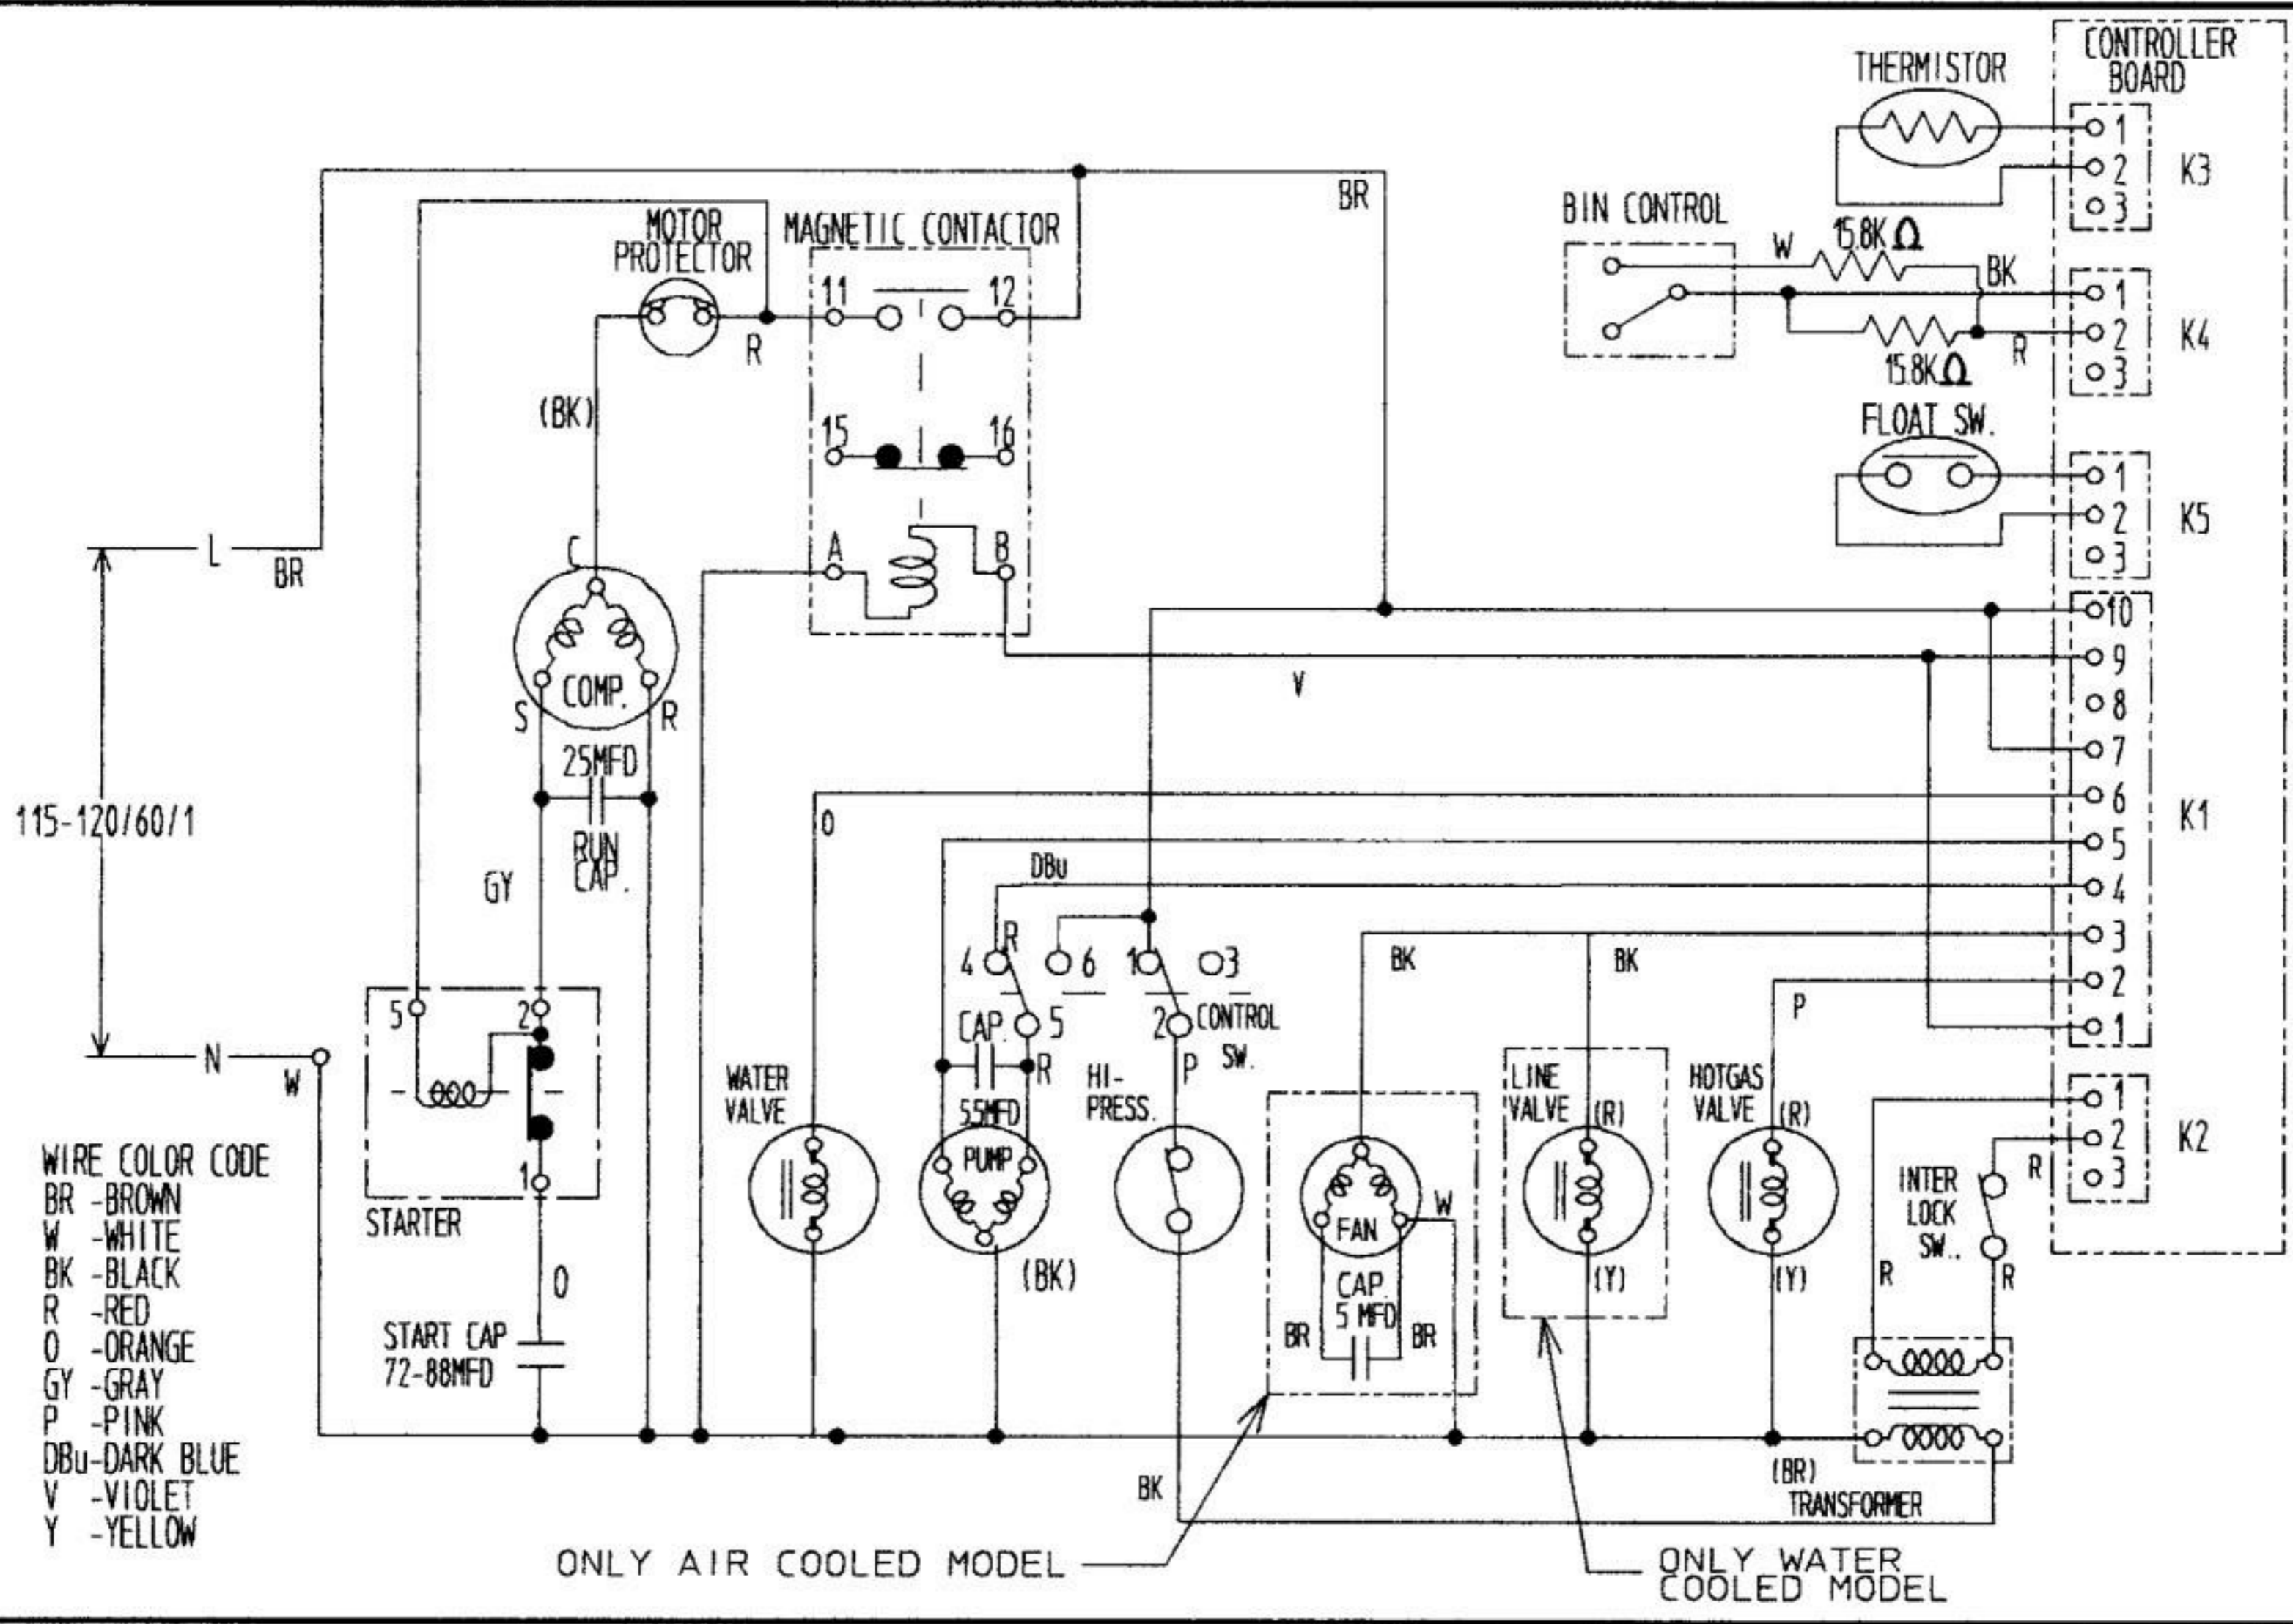 CONTROLLER
BOARD
THERMISTOR
1
2
3
K3
BIN CONTROL
W
15.8K Ω
BK
1
2
3
K4
R
15.8K Ω
FLOAT SW.
1
2
3
K5
BR
MOTOR
PROTECTOR
MAGNETIC CONTACTOR
11
12
R
(BK)
15
16
A
B
L
BR
C
COMP.
S
R
25MFD
RUN
CAP.
GY
115-120/60/1
V
10
9
8
7
6
5
4
3
2
1
K1
O
DBu
R
4
6
1
3
CAP.
5
2
CONTROL
SW.
BK
BK
P
5
2
N
W
1
STARTER
O
START CAP
72-88MFD
WATER
VALVE
R
55MFD
PUMP
(BK)
HI-
PRESS.
P
BK
FAN
W
CAP.
5 MFD
BR
BR
LINE
VALVE
(R)
(Y)
HOTGAS
VALVE
(R)
(Y)
1
2
3
K2
INTER
LOCK
SW..
R
R
R
(BR)
TRANSFORMER
WIRE COLOR CODE
BR -BROWN
W -WHITE
BK -BLACK
R -RED
O -ORANGE
GY -GRAY
P -PINK
DBu-DARK BLUE
V -VIOLET
Y -YELLOW
ONLY AIR COOLED MODEL
ONLY WATER
COOLED MODEL